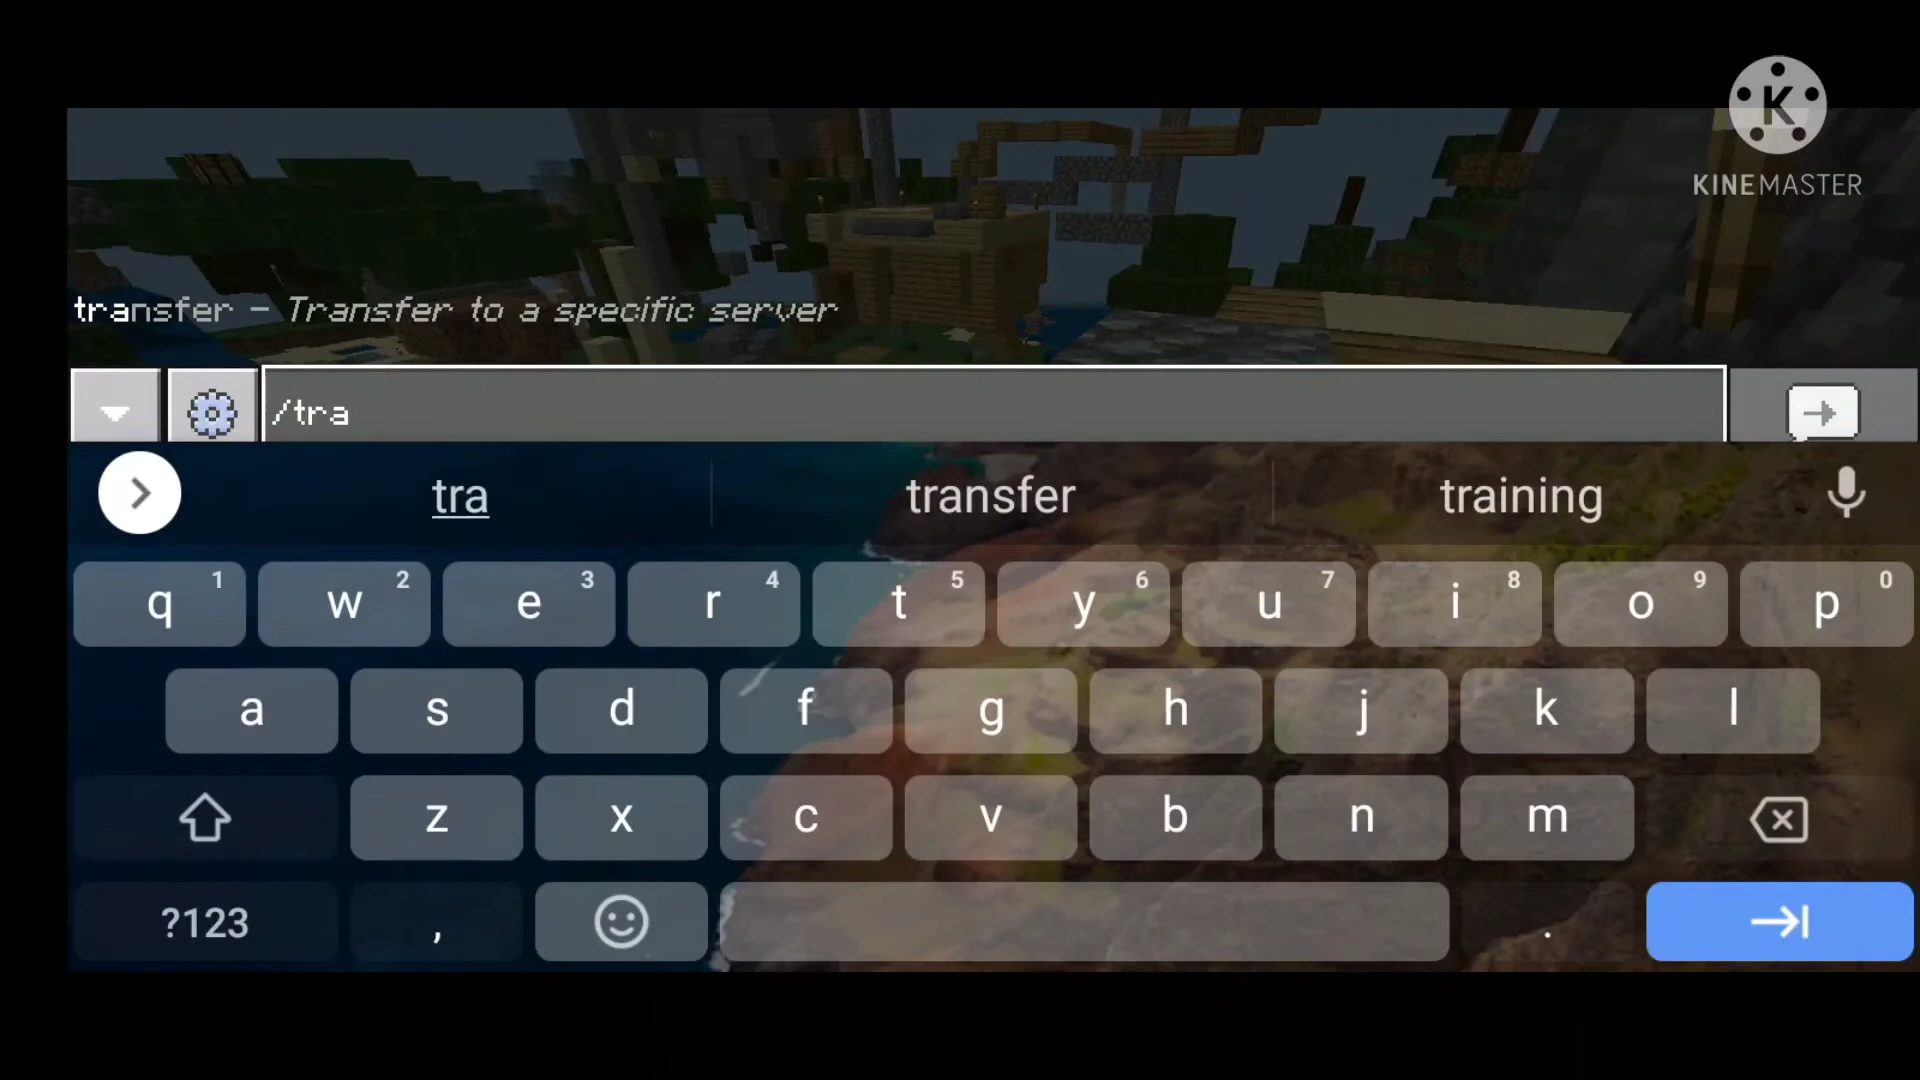 K
KINEMASTER
transfer - Transfer to a specific server
/tra
tra transfer training
q 1 w 2 e 3 r 4 t 5 y 6 u 7 i 8 o 9 p 0
a s d f g h j k l
z x c v b n m
?123 , .